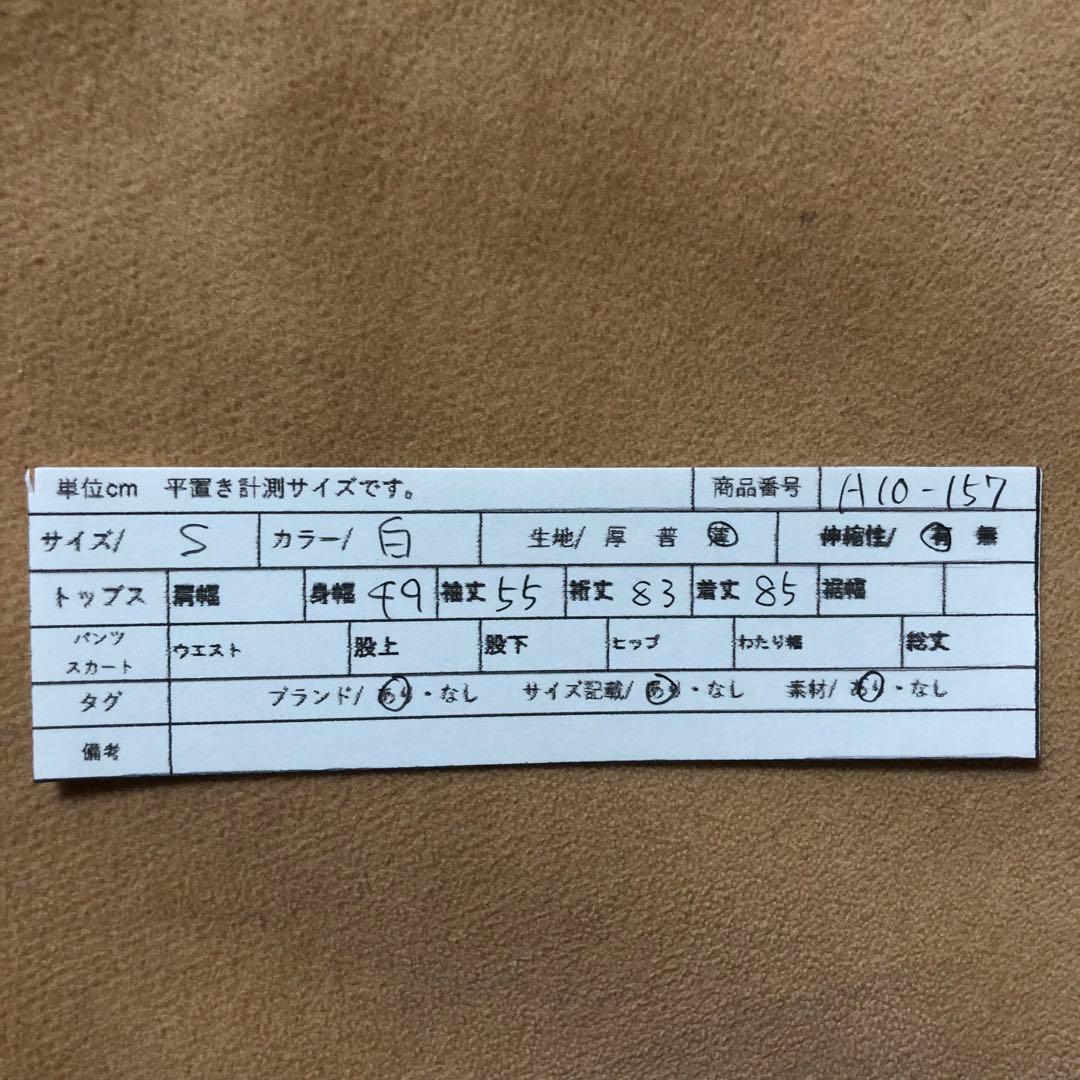 単位cm 平置き計測サイズです。 商品番号 A10-157
サイズ/ S カラー/ 白 生地/ 厚 普 薄 伸縮性/ 有 無
トップス 肩幅 身幅 49 袖丈 55 裄丈 83 着丈 85 裾幅
パンツ スカート ウエスト 股上 股下 ヒップ わたり幅 総丈
タグ ブランド/ あり・なし サイズ記載/ あり・なし 素材/ あり・なし
備考